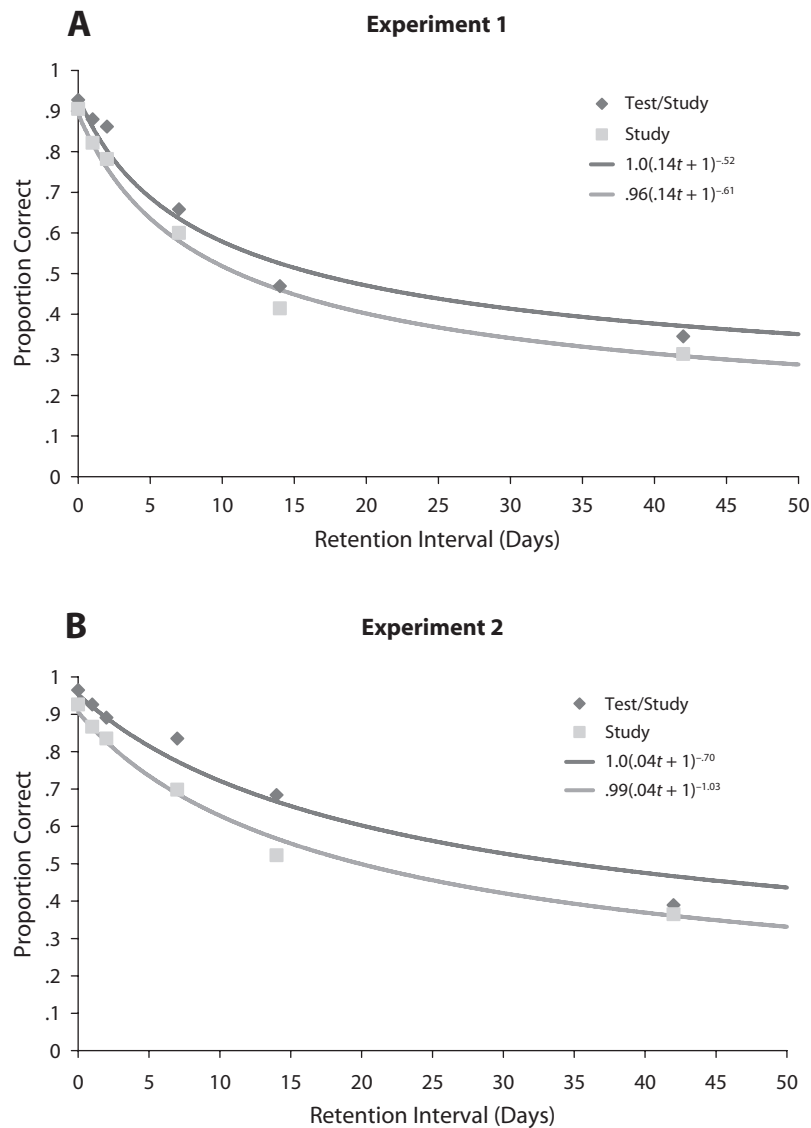 A
Experiment 1
1
.9
.8
.7
.6
.5
.4
.3
.2
.1
0
Proportion Correct
Test/Study
Study
1.0(.14t + 1)^–.52
.96(.14t + 1)^–.61
0 5 10 15 20 25 30 35 40 45 50
Retention Interval (Days)
B
Experiment 2
1
.9
.8
.7
.6
.5
.4
.3
.2
.1
0
Proportion Correct
Test/Study
Study
1.0(.04t + 1)^–.70
.99(.04t + 1)^–1.03
0 5 10 15 20 25 30 35 40 45 50
Retention Interval (Days)